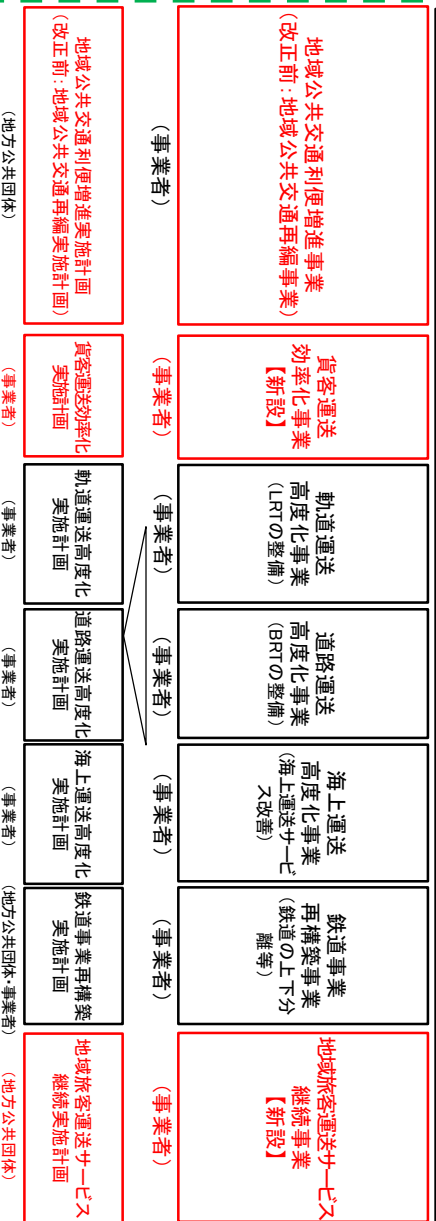 地域公共交通利便増進事業
(改正前:地域公共交通再編事業)
貨客運送
効率化事業
【新設】
軌道運送
高度化事業
(LRTの整備)
道路運送
高度化事業
(BRTの整備)
海上運送
高度化事業
(海上運送サービ
ス改善)
鉄道事業
再構築事業
(鉄道の上下分
離等)
地域旅客運送サービス
継続事業
【新設】
(事業者)
(事業者)
(事業者)
(事業者)
(事業者)
(事業者)
(事業者)
地域公共交通利便増進実施計画
(改正前:地域公共交通再編実施計画)
貨客運送効率化
実施計画
軌道運送高度化
実施計画
道路運送高度化
実施計画
海上運送高度化
実施計画
鉄道事業再構築
実施計画
地域旅客運送サービス
継続実施計画
(地方公共団体)
(事業者)
(事業者)
(事業者)
(事業者)
(地方公共団体・事業者)
(地方公共団体)